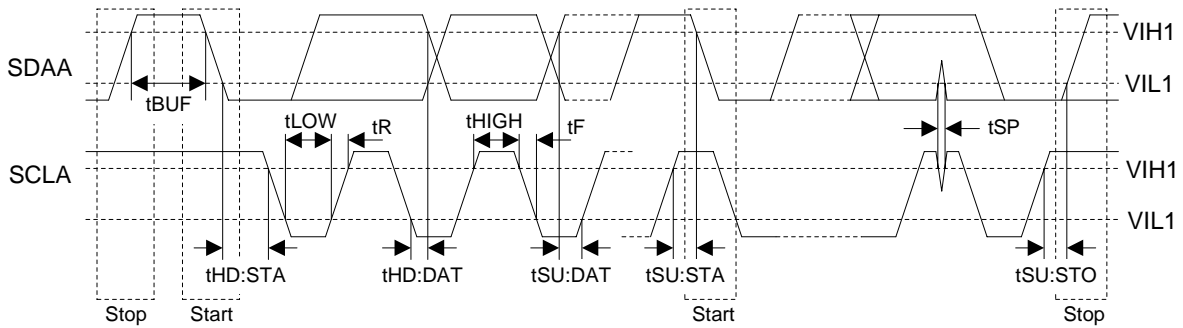 VIH1
SDAA
VIL1
tBUF
tLOW
tR
tHIGH
tF
tSP
VIH1
SCLA
VIL1
tHD:STA
tHD:DAT
tSU:DAT
tSU:STA
tSU:STO
Stop
Start
Start
Stop